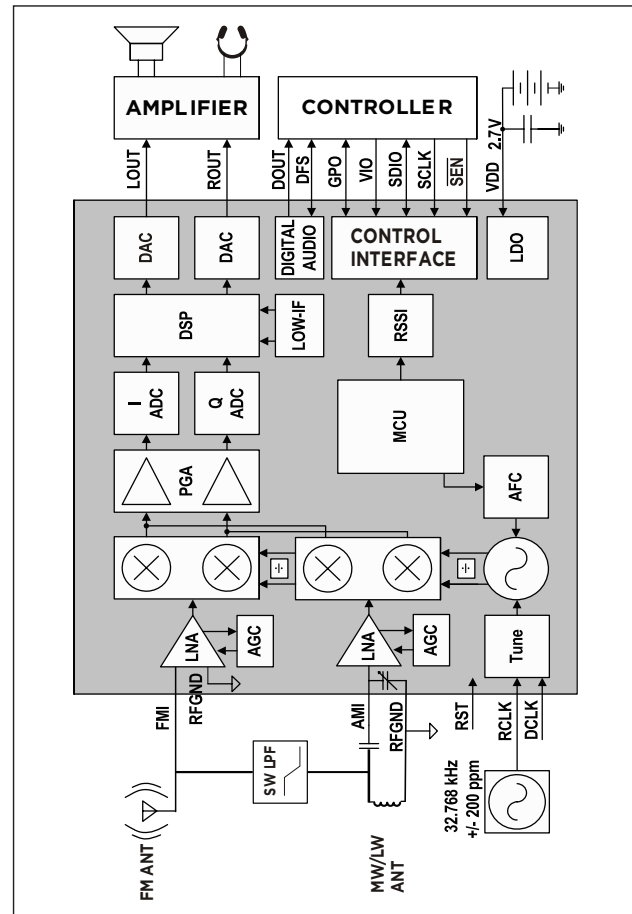 AMPLIFIER
CONTROLLER
2.7V
LOUT
ROUT
DOUT
DFS
GPO
VIO
SDIO
SCLK
SEN
VDD
DAC
DAC
DIGITAL
AUDIO
CONTROL
INTERFACE
LDO
DSP
LOW-IF
RSSI
I
ADC
Q
ADC
MCU
PGA
AFC
LNA
AGC
LNA
AGC
Tune
FMI
RFGND
AMI
RFGND
RST
RCLK
DCLK
SW LPF
32.768 kHz
+/- 200 ppm
FM ANT
MW/LW
ANT